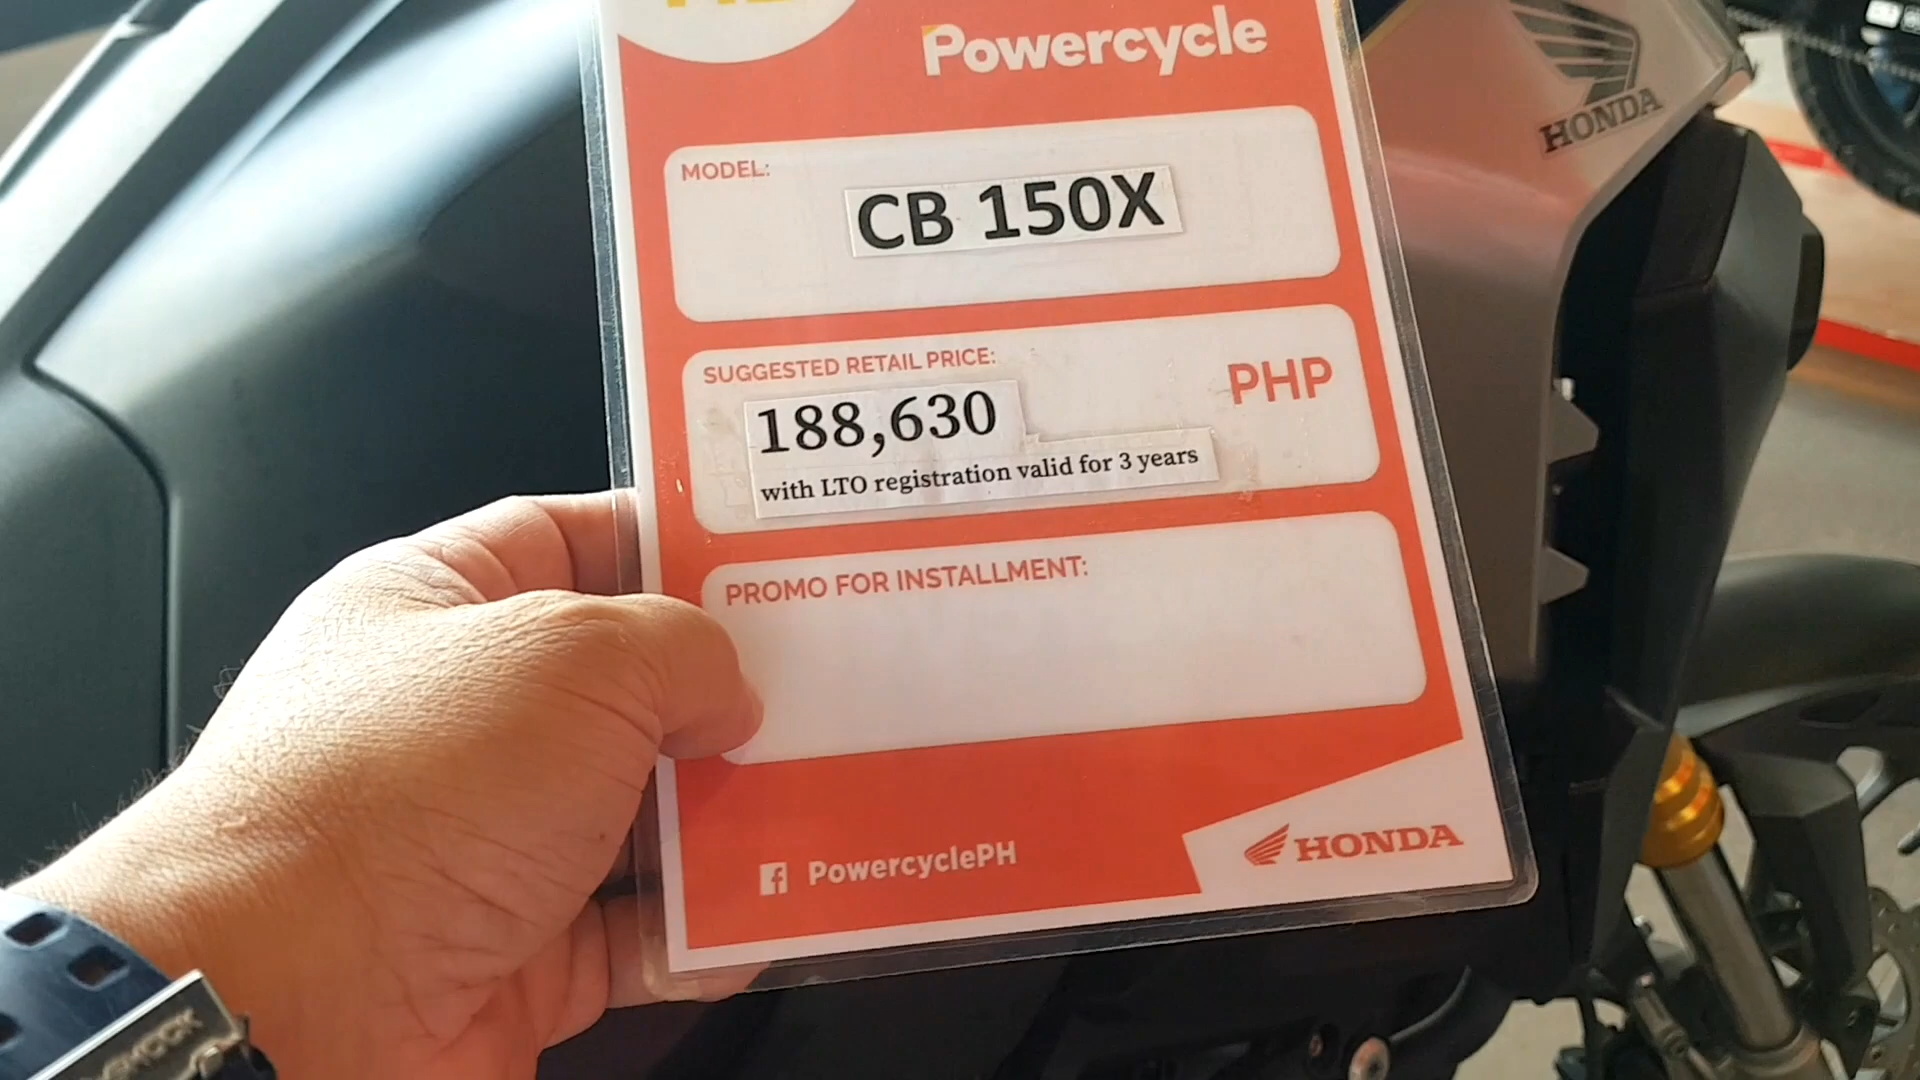 Powercycle
MODEL:
CB 150X
SUGGESTED RETAIL PRICE:
PHP
188,630
with LTO registration valid for 3 years
PROMO FOR INSTALLMENT:
PowercyclePH
HONDA
HONDA